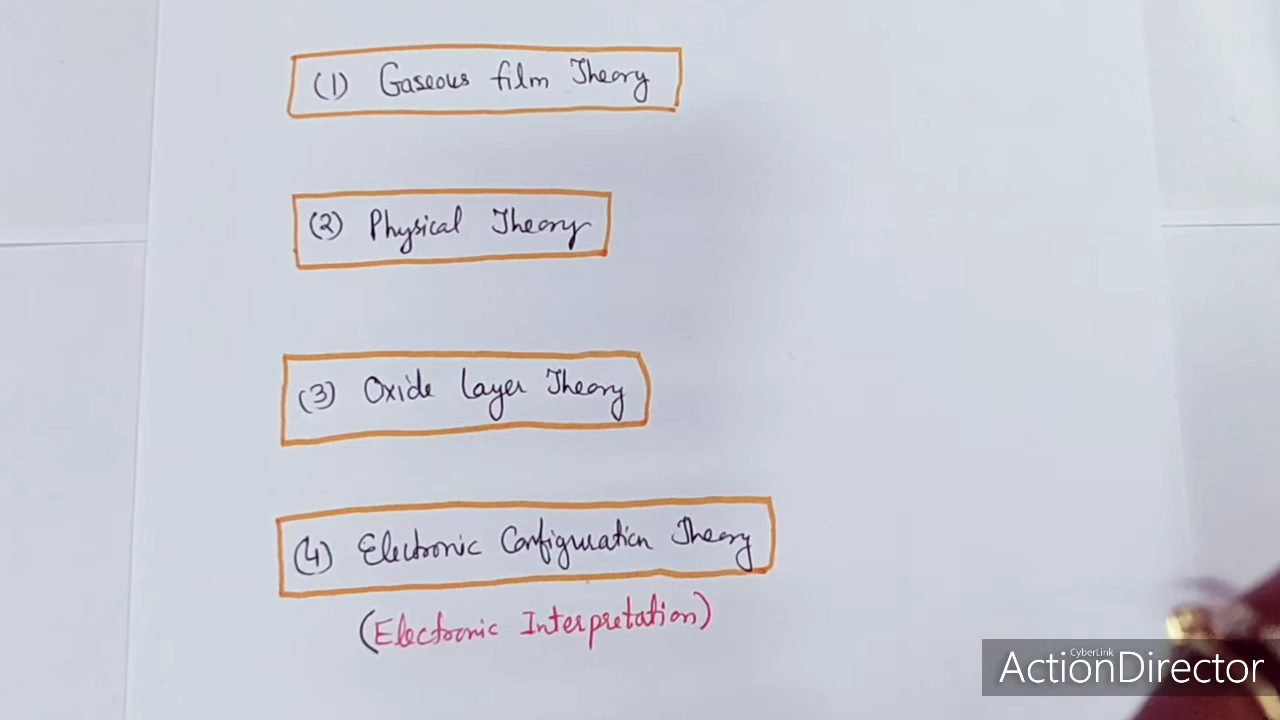 (1) Gaseous film Theory
(2) Physical Theory
(3) Oxide layer Theory
(4) Electronic Configuration Theory
(Electronic Interpretation)
CyberLink
ActionDirector